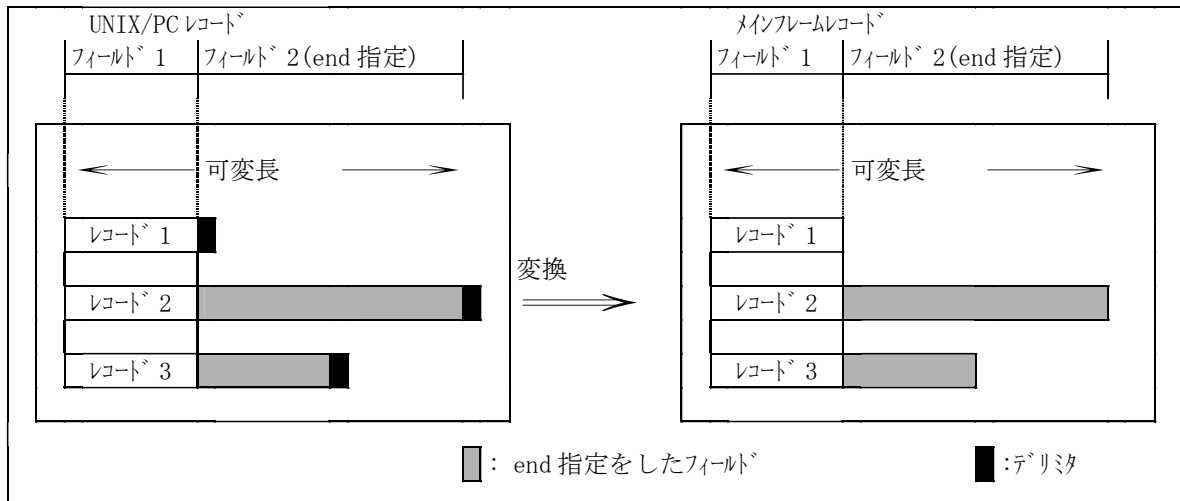 UNIX/PC ﾚｺｰﾄﾞ
ﾌｨｰﾙﾄﾞ 1
ﾌｨｰﾙﾄﾞ 2(end 指定)
可変長
ﾚｺｰﾄﾞ 1
ﾚｺｰﾄﾞ 2
ﾚｺｰﾄﾞ 3
変換
ﾒｲﾝﾌﾚｰﾑﾚｺｰﾄﾞ
ﾌｨｰﾙﾄﾞ 1
ﾌｨｰﾙﾄﾞ 2(end 指定)
可変長
ﾚｺｰﾄﾞ 1
ﾚｺｰﾄﾞ 2
ﾚｺｰﾄﾞ 3
: end 指定をしたﾌｨｰﾙﾄﾞ
:ﾃﾞﾘﾐﾀ